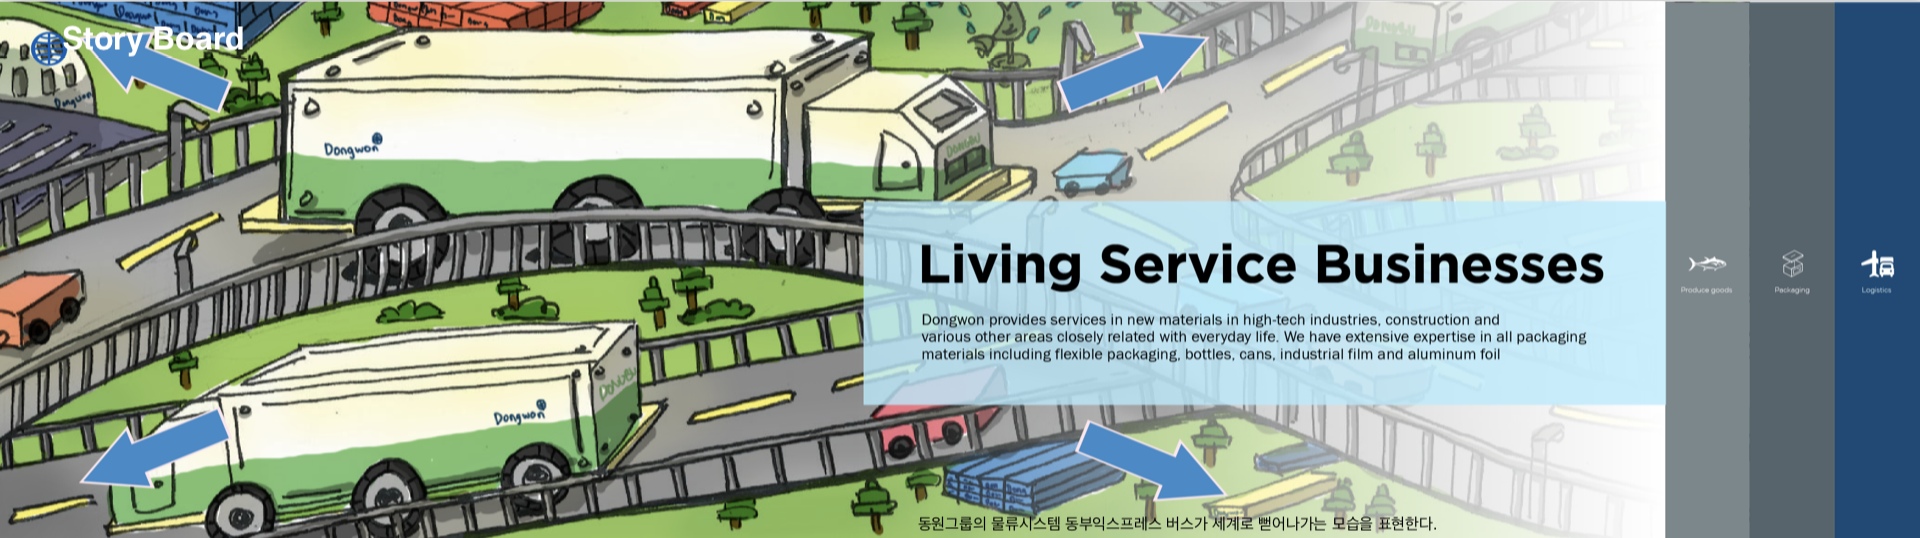 Story Board
Dongwon
Dongwon
DONGBU
DONGBU
Living Service Businesses
Dongwon provides services in new materials in high-tech industries, construction and
various other areas closely related with everyday life. We have extensive expertise in all packaging
materials including flexible packaging, bottles, cans, industrial film and aluminum foil
Produce goods
Packaging
Logistics
DONGBU
Dongwon
동원그룹의 물류시스템 동부익스프레스 버스가 세계로 뻗어나가는 모습을 표현한다.